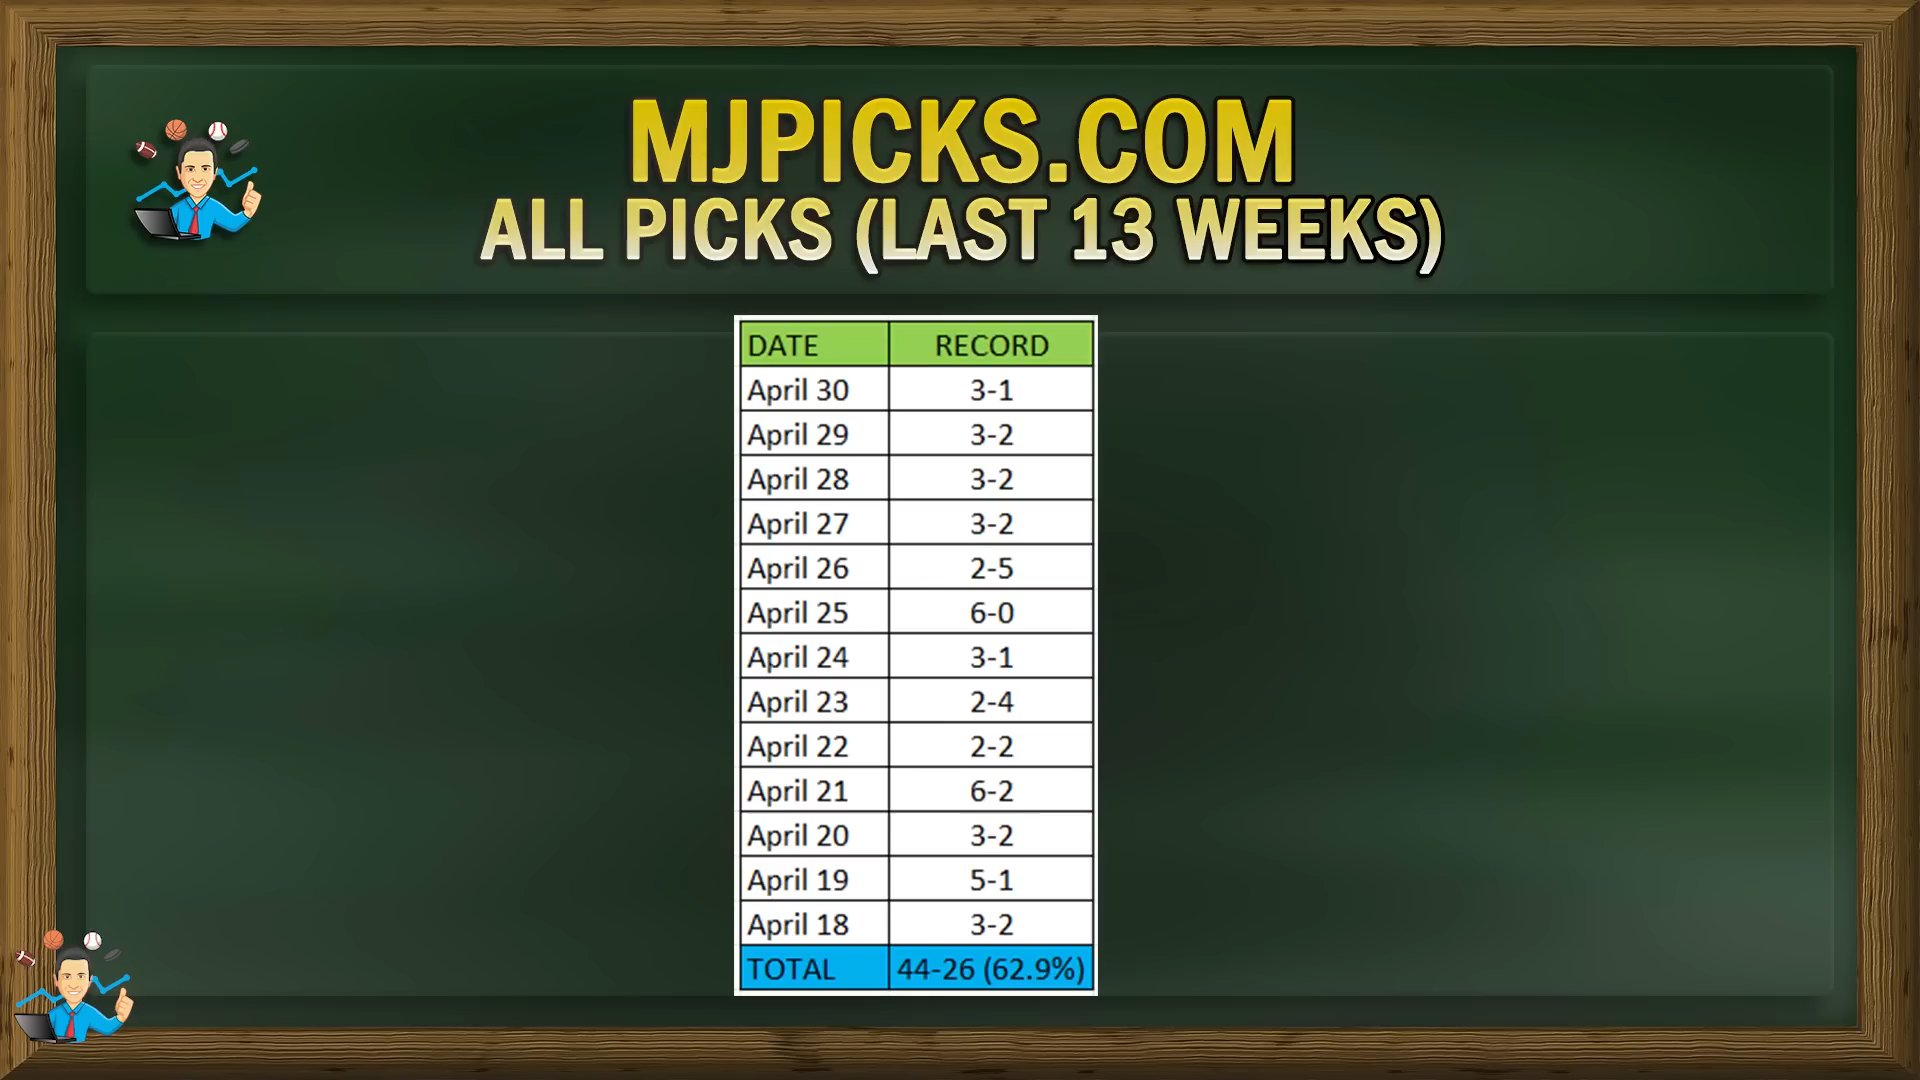 MJPICKS.COM
ALL PICKS (LAST 13 WEEKS)
DATE RECORD
April 30 3-1
April 29 3-2
April 28 3-2
April 27 3-2
April 26 2-5
April 25 6-0
April 24 3-1
April 23 2-4
April 22 2-2
April 21 6-2
April 20 3-2
April 19 5-1
April 18 3-2
TOTAL 44-26 (62.9%)